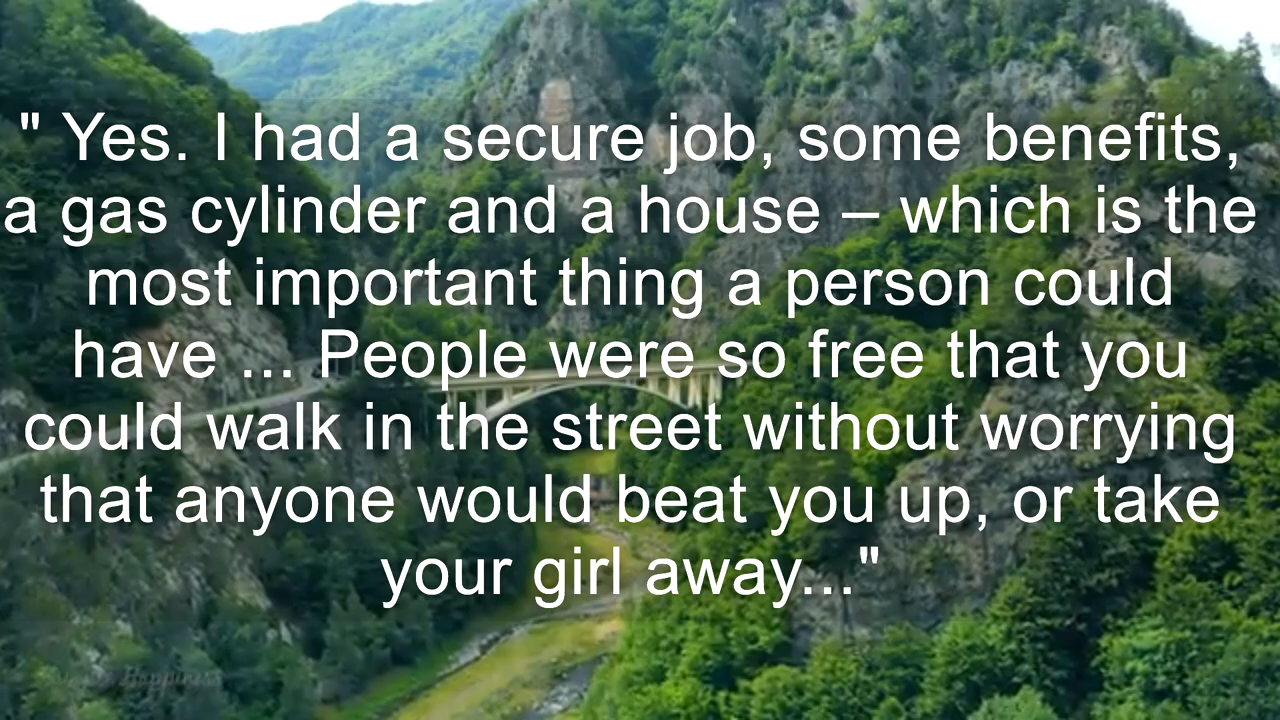 " Yes. I had a secure job, some benefits,
a gas cylinder and a house – which is the
most important thing a person could
have ... People were so free that you
could walk in the street without worrying
that anyone would beat you up, or take
your girl away..."
Happiness